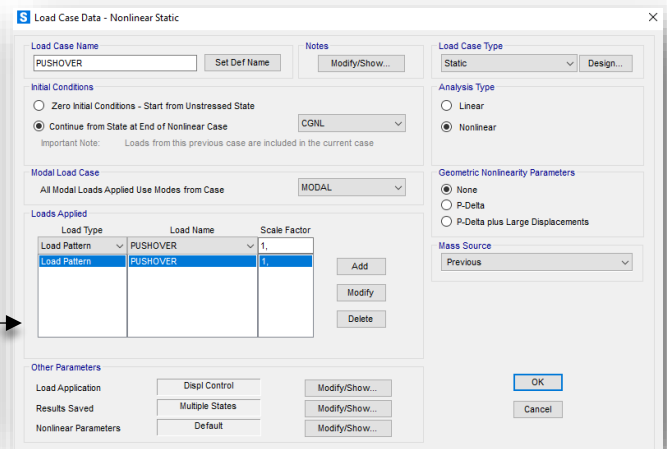 S Load Case Data - Nonlinear Static
Load Case Name
PUSHOVER
Set Def Name
Notes
Modify/Show...
Load Case Type
Static
Design...
Initial Conditions
Zero Initial Conditions - Start from Unstressed State
Continue from State at End of Nonlinear Case
CGNL
Important Note: Loads from this previous case are included in the current case
Analysis Type
Linear
Nonlinear
Modal Load Case
All Modal Loads Applied Use Modes from Case
MODAL
Geometric Nonlinearity Parameters
None
P-Delta
P-Delta plus Large Displacements
Loads Applied
Load Type Load Name Scale Factor
Load Pattern PUSHOVER 1,
Load Pattern PUSHOVER 1,
Add
Modify
Delete
Mass Source
Previous
Other Parameters
Load Application Displ Control Modify/Show...
Results Saved Multiple States Modify/Show...
Nonlinear Parameters Default Modify/Show...
OK
Cancel